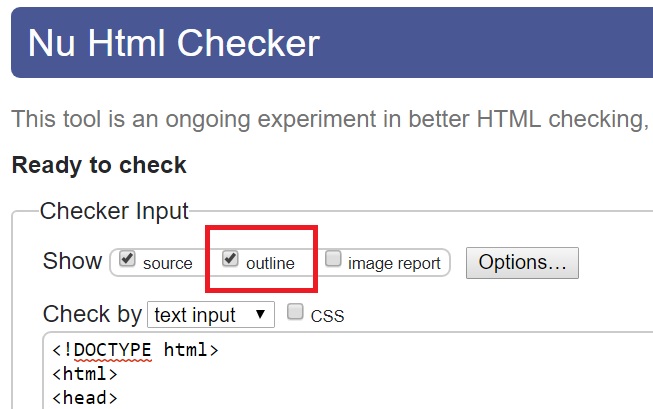 Nu Html Checker
This tool is an ongoing experiment in better HTML checking,
Ready to check
Checker Input
Show source outline image report Options...
Check by text input CSS
<!DOCTYPE html>
<html>
<head>